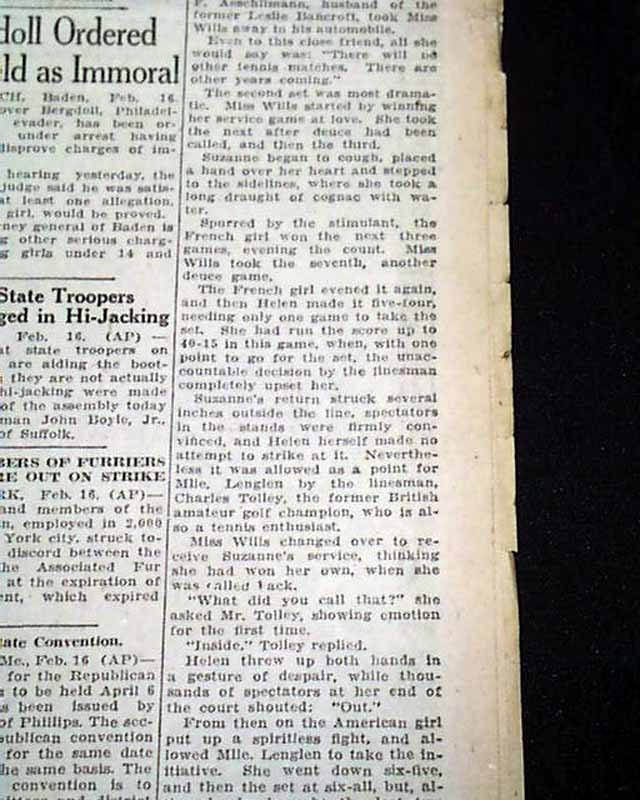 doll Ordered
ld as Immoral
Baden, Feb. 16.
over Bergdoll, Philadel-
evader, has been or-
under arrest having
disprove charges of im-
hearing yesterday, the
judge said he was satis-
at least one allegation,
girl, would be proved.
ney general of Baden is
g other serious charg-
g girls under 14 and
State Troopers
ged in Hi-Jacking
Feb. 16. (AP) —
at state troopers on
are aiding the boot-
they are not actually
hi-jacking were made
of the assembly today
man John Boyle, Jr.,
of Suffolk.
BERS OF FURRIERS
RE OUT ON STRIKE
RK, Feb. 16, (AP)—
and members of the
n, employed in 2,000
York city, struck to-
discord between the
he Associated Fur
at the expiration of
ent, which expired
ate Convention.
Me., Feb. 16 (AP)—
for the Republican
to be held April 6
s been issued by
of Phillips. The sec-
publican convention
for the same date
he same basis. The
convention is to
F. Aeschlimann, husband of the
former Leslie Bancroft, took Miss
Wills away in his automobile.
Even to this close friend, all she
would say was: "There will be
other tennis matches. There are
other years coming."
The second set was most drama-
tic. Miss Wills started by winning
her service game at love. She took
the next after deuce had been
called, and then the third.
Suzanne began to cough, placed
a hand over her heart and stepped
to the sidelines, where she took a
long draught of cognac with wa-
ter.
Spurred by the stimulant, the
French girl won the next three
games, evening the count. Miss
Wills took the seventh, another
deuce game.
The French girl evened it again,
and then Helen made it five-four,
needing only one game to take the
set. She had run the score up to
40-15 in this game, when, with one
point to go for the set, the unac-
countable decision by the linesman
completely upset her.
Suzanne's return struck several
inches outside the line, spectators
in the stands were firmly con-
vinced, and Helen herself made no
attempt to strike at it. Neverthe-
less it was allowed as a point for
Mlle. Lenglen by the linesman,
Charles Tolley, the former British
amateur golf champion, who is al-
so a tennis enthusiast.
Miss Wills changed over to re-
ceive Suzanne's service, thinking
she had won her own, when she
was called back.
"What did you call that?" she
asked Mr. Tolley, showing emotion
for the first time.
"Inside," Tolley replied.
Helen threw up both hands in
a gesture of despair, while thou-
sands of spectators at her end of
the court shouted: "Out."
From then on the American girl
put up a spiritless fight, and al-
lowed Mlle. Lenglen to take the in-
itiative. She went down six-five,
and then the set at six-all, but, al-